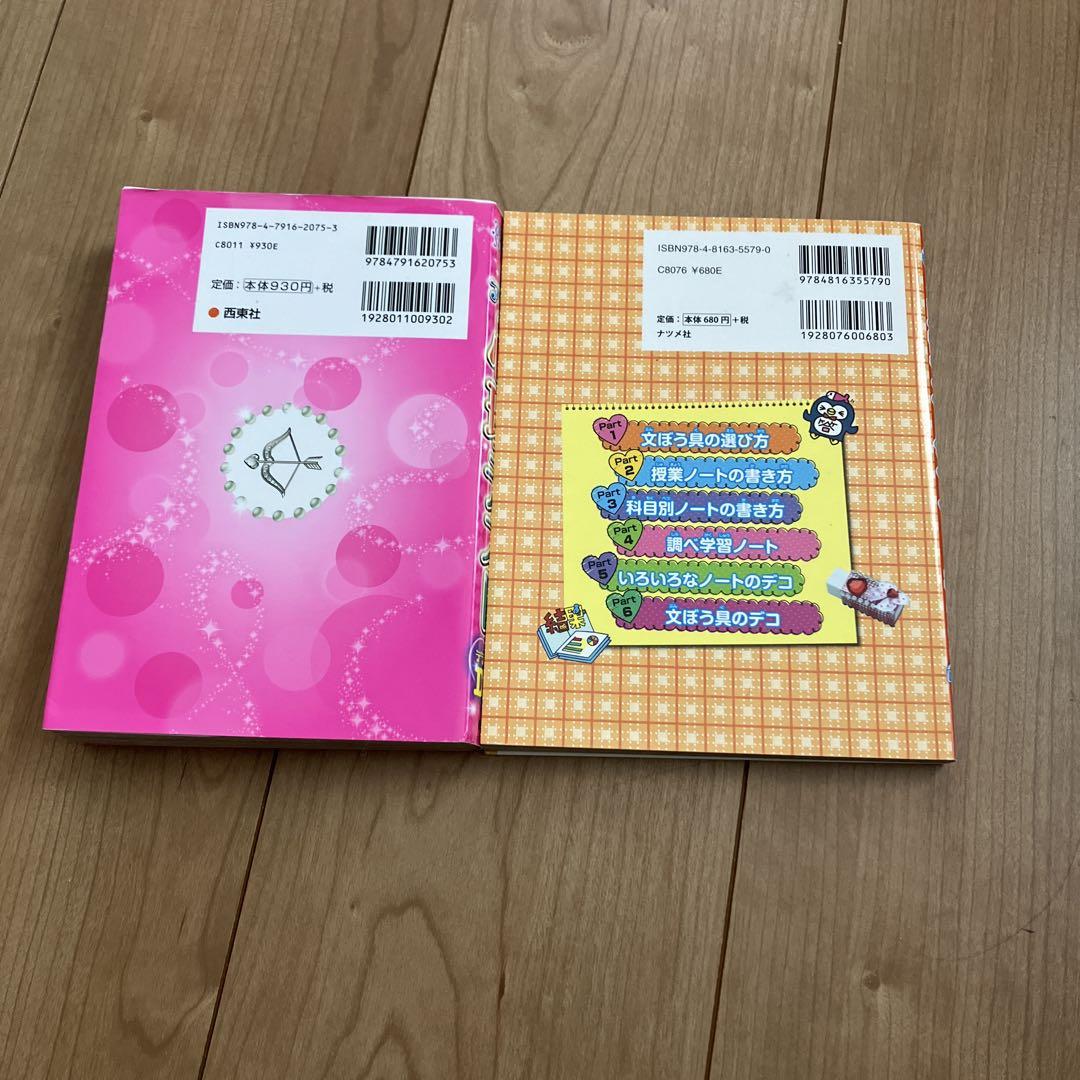 ISBN978-4-7916-2075-3
C8011 ¥930E
9784791620753
定価：本体930円+税
西東社
1928011009302
ISBN978-4-8163-5579-0
C8076 ¥680E
9784816355790
定価：本体 680 円+税
ナツメ社
1928076006803
答
Part 1 文ぼう具の選び方
Part 2 授業ノートの書き方
Part 3 科目別ノートの書き方
Part 4 調べ学習ノート
Part 5 いろいろなノートのデコ
Part 6 文ぼう具のデコ